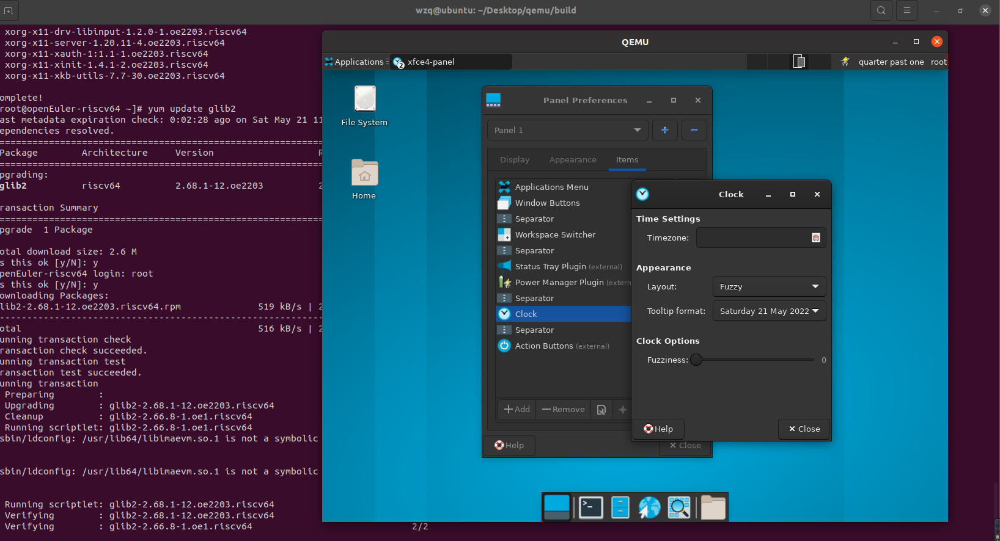 wzq@ubuntu: ~/Desktop/qemu/build
xorg-x11-drv-libinput-1.2.0-1.oe2203.riscv64
xorg-x11-server-1.20.11-4.oe2203.riscv64
xorg-x11-xauth-1:1.1-1.oe2203.riscv64
xorg-x11-xinit-1.4.1-2.oe2203.riscv64
xorg-x11-xkb-utils-7.7-30.oe2203.riscv64
omplete!
root@openEuler-riscv64 ~]# yum update glib2
ast metadata expiration check: 0:02:28 ago on Sat May 21 11
ependencies resolved.
================================================
Package Architecture Version R
================================================
pgrading:
glib2 riscv64 2.68.1-12.oe2203 2
ransaction Summary
================================================
pgrade 1 Package
otal download size: 2.6 M
s this ok [y/N]: y
penEuler-riscv64 login: root
s this ok [y/N]: y
ownloading Packages:
lib2-2.68.1-12.oe2203.riscv64.rpm 519 kB/s | 2
------------------------------------------------
otal 516 kB/s | 2
unning transaction check
ransaction check succeeded.
unning transaction test
ransaction test succeeded.
unning transaction
Preparing :
Upgrading : glib2-2.68.1-12.oe2203.riscv64
Cleanup : glib2-2.66.8-1.oe1.riscv64
Running scriptlet: glib2-2.66.8-1.oe1.riscv64
sbin/ldconfig: /usr/lib64/libimaevm.so.1 is not a symbolic
sbin/ldconfig: /usr/lib64/libimaevm.so.1 is not a symbolic
Running scriptlet: glib2-2.68.1-12.oe2203.riscv64
Verifying : glib2-2.68.1-12.oe2203.riscv64
Verifying : glib2-2.66.8-1.oe1.riscv64 2/2
QEMU
Applications 2 xfce4-panel quarter past one root
File System
Home
Panel Preferences
Panel 1
Display Appearance Items
Applications Menu
Window Buttons
Separator
Workspace Switcher
Separator
Status Tray Plugin (external)
Power Manager Plugin (extern
Separator
Clock
Separator
Action Buttons (external)
Add Remove
Help Close
Clock
Time Settings
Timezone:
Appearance
Layout: Fuzzy
Tooltip format: Saturday 21 May 2022
Clock Options
Fuzziness: 0
Help Close